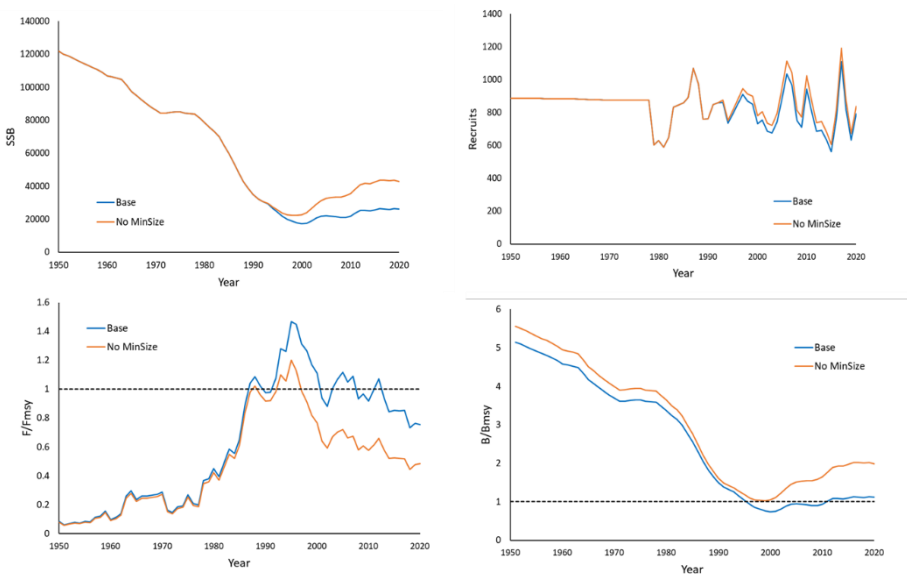 140000
120000
100000
80000
60000
40000
20000
0
SSB
Base
No MinSize
1950 1960 1970 1980 1990 2000 2010 2020
Year
1400
1200
1000
800
600
400
200
0
Recruits
Base
No MinSize
1950 1960 1970 1980 1990 2000 2010 2020
Year
1.6
1.4
1.2
1
0.8
0.6
0.4
0.2
0
F/Fmsy
Base
No MinSize
1950 1960 1970 1980 1990 2000 2010 2020
Year
6
5
4
3
2
1
0
B/Bmsy
Base
No MinSize
1950 1960 1970 1980 1990 2000 2010 2020
Year